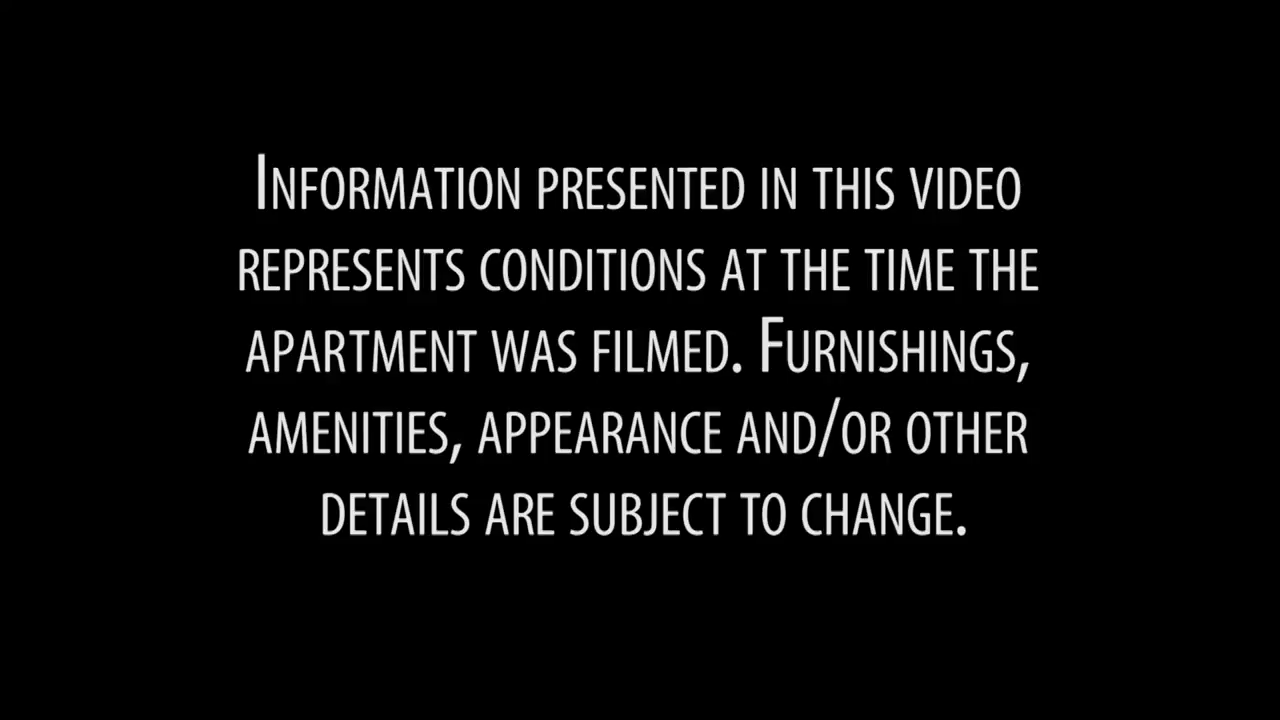 Information presented in this video
represents conditions at the time the
apartment was filmed. Furnishings,
amenities, appearance and/or other
details are subject to change.